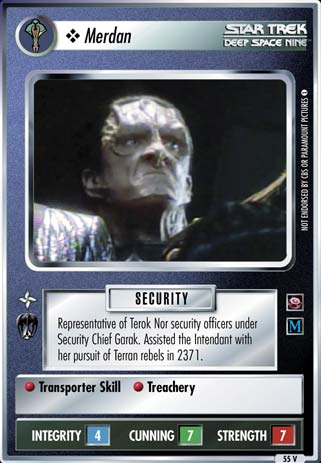 ❖ Merdan
STAR TREK
DEEP SPACE NINE
NOT ENDORSED BY CBS OR PARAMOUNT PICTURES
SECURITY
Representative of Terok Nor security officers under
Security Chief Garak. Assisted the Intendant with
her pursuit of Terran rebels in 2371.
M
Transporter Skill Treachery
INTEGRITY 4 CUNNING 7 STRENGTH 7
55 V